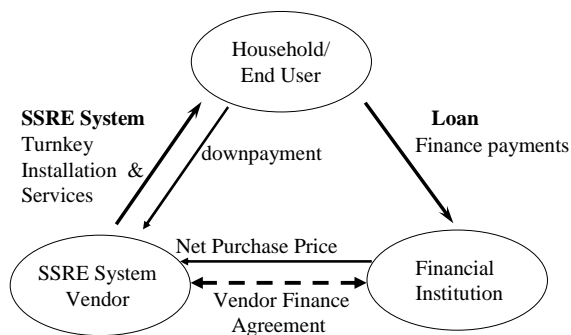 Household/
End User
SSRE System
Turnkey
Installation &
Services
downpayment
Loan
Finance payments
Net Purchase Price
SSRE System
Vendor
Vendor Finance
Agreement
Financial
Institution